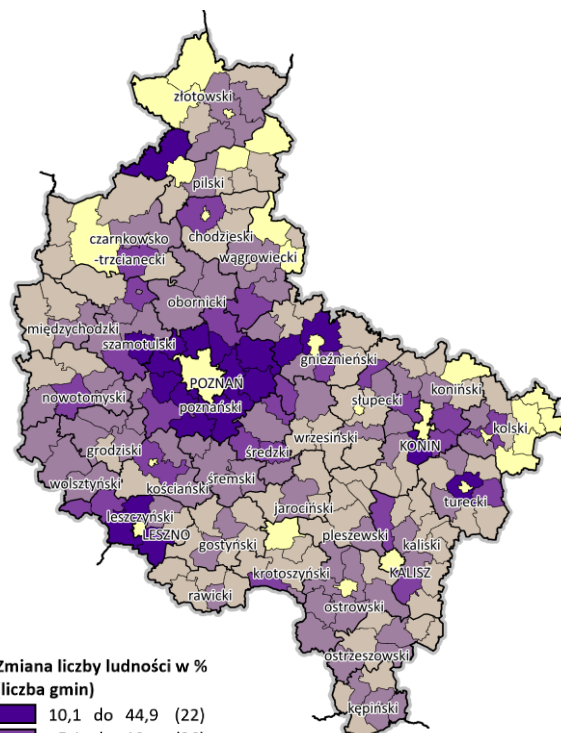 złotowski
pilski
chodzieski
czarnkowsko
-trzcianecki
wągrowiecki
obornicki
międzychodzki
szamotulski
gnieźnieński
POZNAŃ
koniński
nowotomyski
poznański
słupecki
kolski
wrzesiński
KONIN
grodziski
średzki
wolsztyński
kościański
śremski
turecki
leszczyński
jarociński
LESZNO
gostyński
pleszewski
kaliski
krotoszyński
KALISZ
rawicki
ostrowski
ostrzeszowski
kępiński
Zmiana liczby ludności w %
liczba gmin)
10,1 do 44,9 (22)